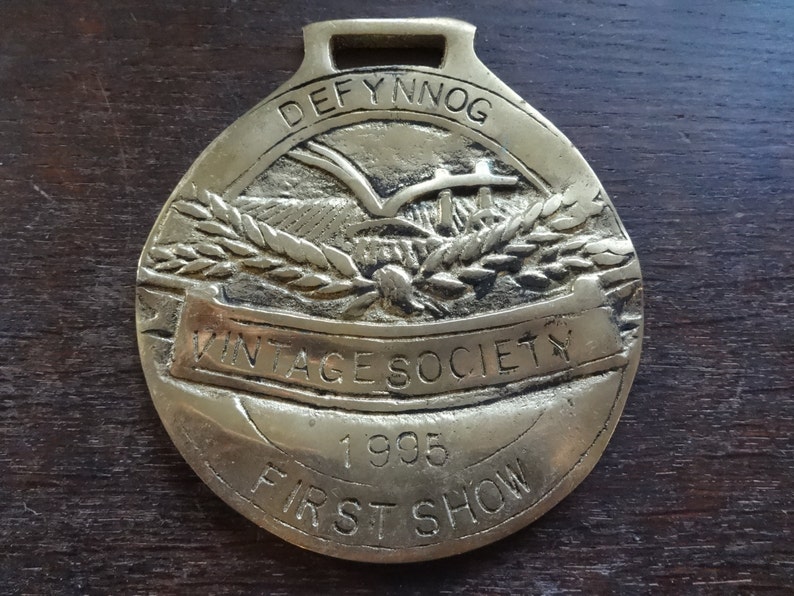 DEFYNNOG
VINTAGE SOCIETY
1995
FIRST SHOW